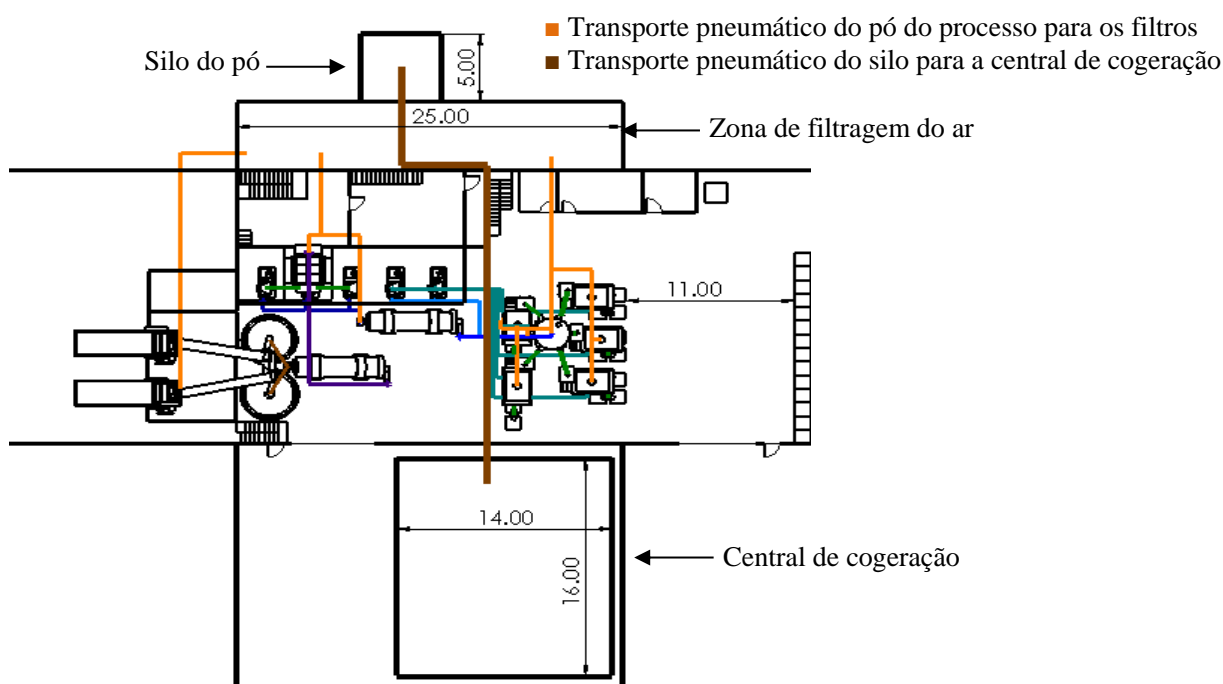 Transporte pneumático do pó do processo para os filtros
Transporte pneumático do silo para a central de cogeração
Silo do pó
5.00
25.00
Zona de filtragem do ar
11.00
14.00
16.00
Central de cogeração